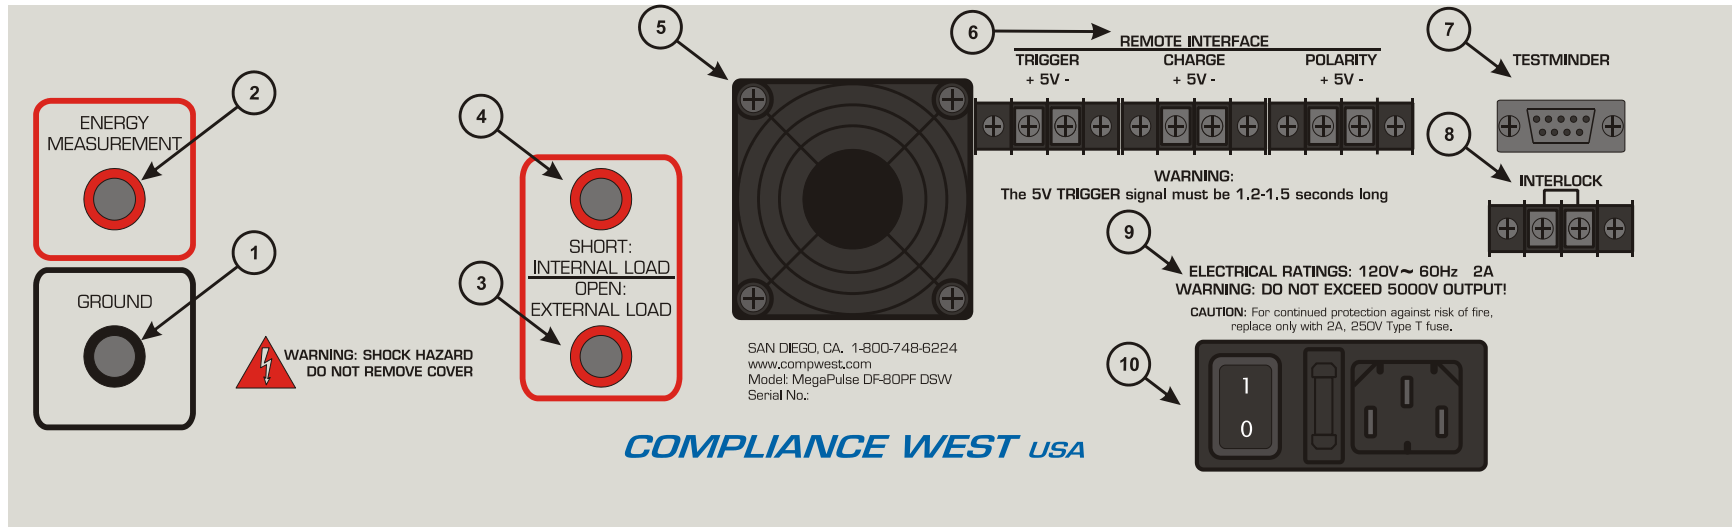 5
6
7
REMOTE INTERFACE
TRIGGER CHARGE POLARITY
+ 5V - + 5V - + 5V -
TESTMINDER
2
ENERGY
MEASUREMENT
4
8
WARNING:
The 5V TRIGGER signal must be 1.2-1.5 seconds long
INTERLOCK
9
SHORT:
INTERNAL LOAD
OPEN:
EXTERNAL LOAD
1
3
GROUND
ELECTRICAL RATINGS: 120V~ 60Hz 2A
WARNING: DO NOT EXCEED 5000V OUTPUT!
CAUTION: For continued protection against risk of fire,
replace only with 2A, 250V Type T fuse.
WARNING: SHOCK HAZARD
DO NOT REMOVE COVER
SAN DIEGO, CA. 1-800-748-6224
www.compwest.com
Model: MegaPulse DF-80PF DSW
Serial No.:
10
1
0
COMPLIANCE WEST USA